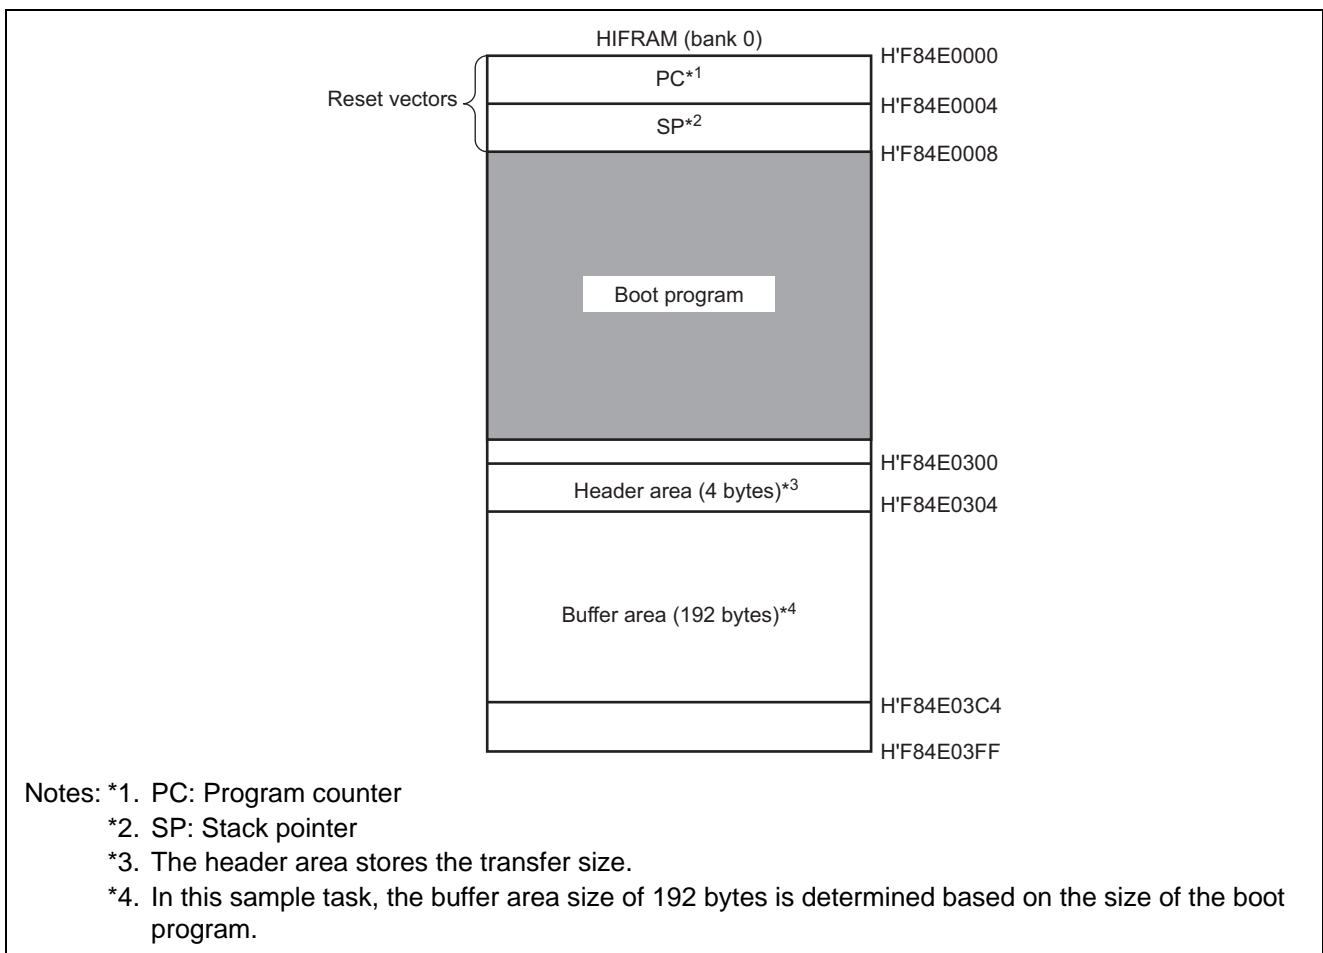 HIFRAM (bank 0)
H'F84E0000
PC*1
Reset vectors
H'F84E0004
SP*2
H'F84E0008
Boot program
H'F84E0300
Header area (4 bytes)*3
H'F84E0304
Buffer area (192 bytes)*4
H'F84E03C4
H'F84E03FF
Notes: *1. PC: Program counter
*2. SP: Stack pointer
*3. The header area stores the transfer size.
*4. In this sample task, the buffer area size of 192 bytes is determined based on the size of the boot
program.